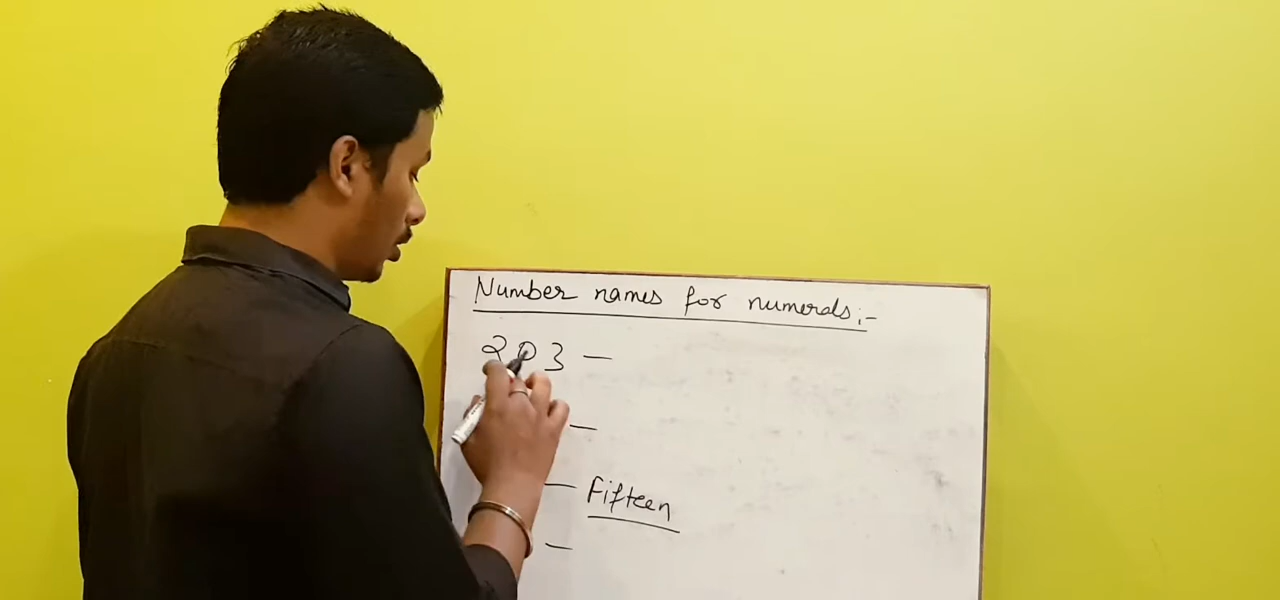 Number names for numerals:-
203 —
—
— Fifteen
—